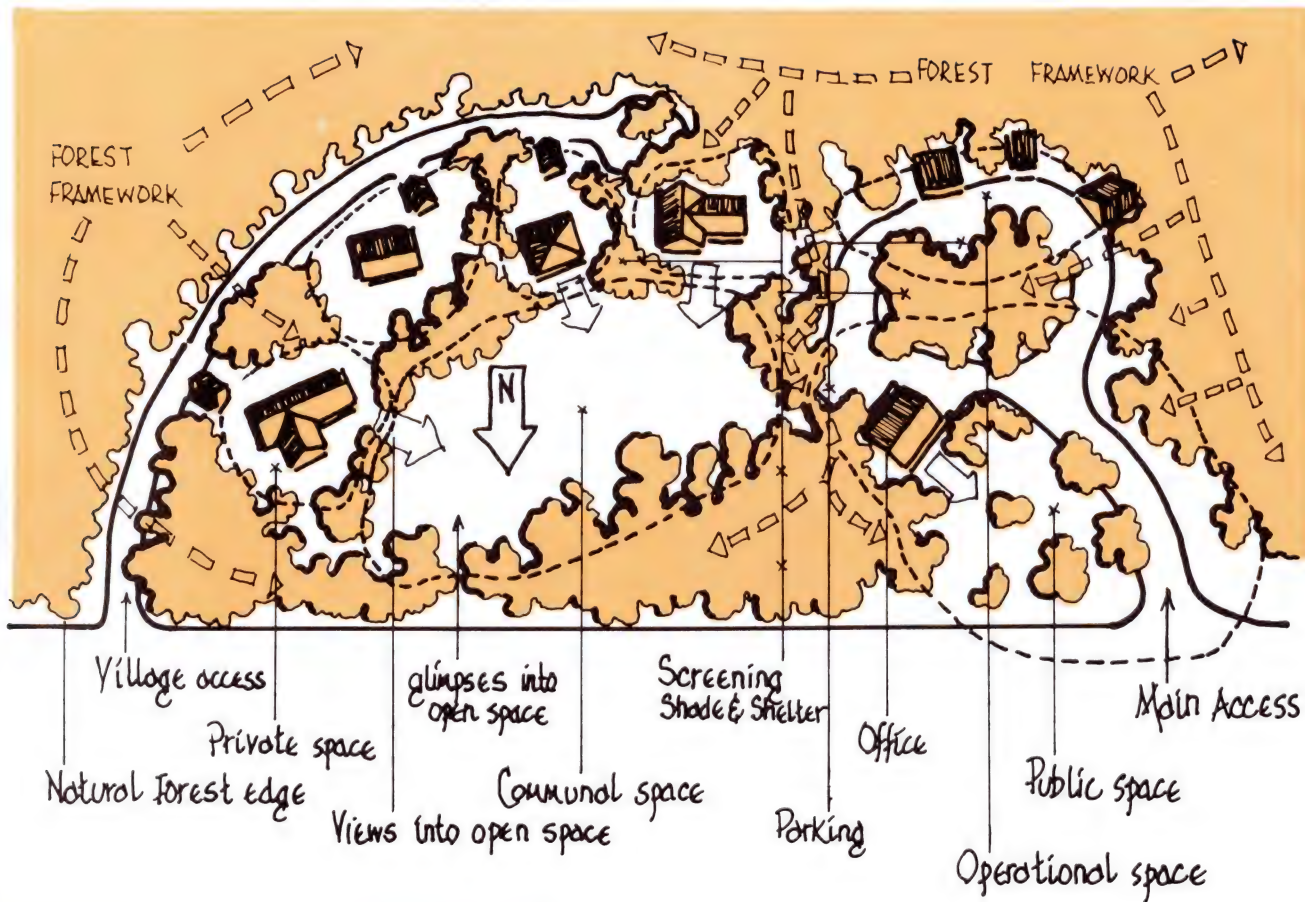 FOREST FRAMEWORK
FOREST
FRAMEWORK
N
Village access
glimpses into
open space
Screening
Shade & Shelter
Main Access
Private space
Office
Natural Forest edge
Communal space
Public space
Views into open space
Parking
Operational space